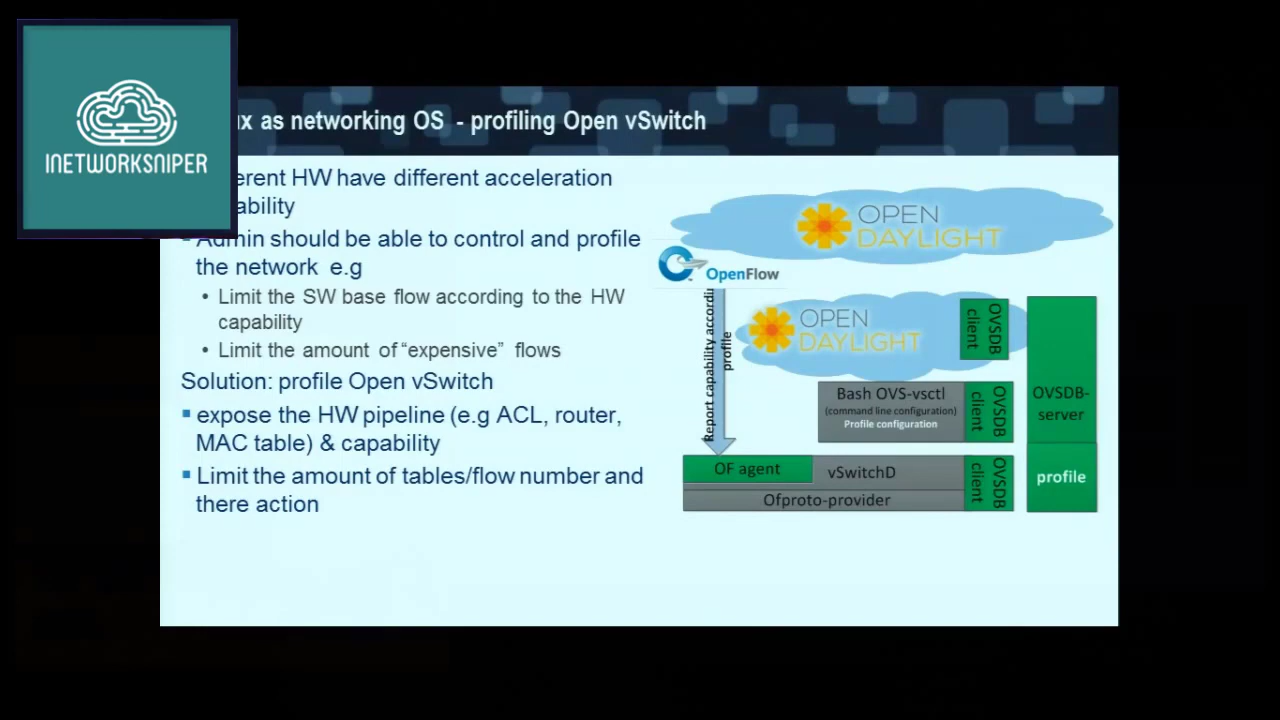 INETWORKSNIPER
as networking OS - profiling Open vSwitch
HW have different acceleration
Admin should be able to control and profile
the network e.g
• Limit the SW base flow according to the HW
capability
• Limit the amount of “expensive” flows
Solution: profile Open vSwitch
▪ expose the HW pipeline (e.g ACL, router,
MAC table) & capability
▪ Limit the amount of tables/flow number and
there action
OPEN
DAYLIGHT
OpenFlow
Report capability
profile
OPEN
DAYLIGHT
OVSDB
client
Bash OVS-vsctl
(command line configuration)
Profile configuration
OVSDB
client
OVSDB-
server
OF agent
vSwitchD
Ofproto-provider
OVSDB
client
profile